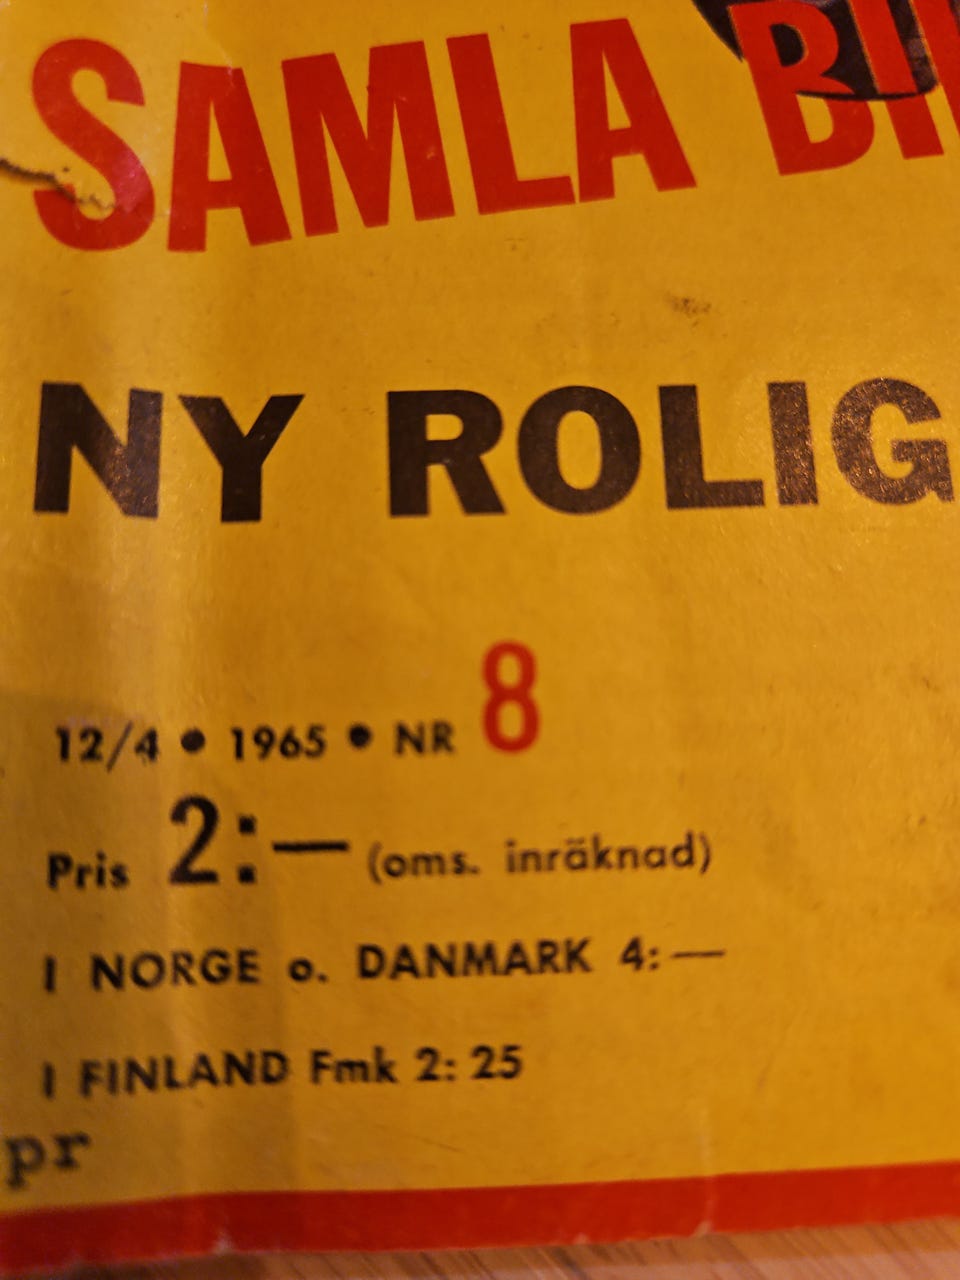 SAMLA BI
NY ROLIG
12/4 • 1965 • NR 8
Pris 2:— (oms. inräknad)
I NORGE o. DANMARK 4:—
I FINLAND Fmk 2: 25
pr